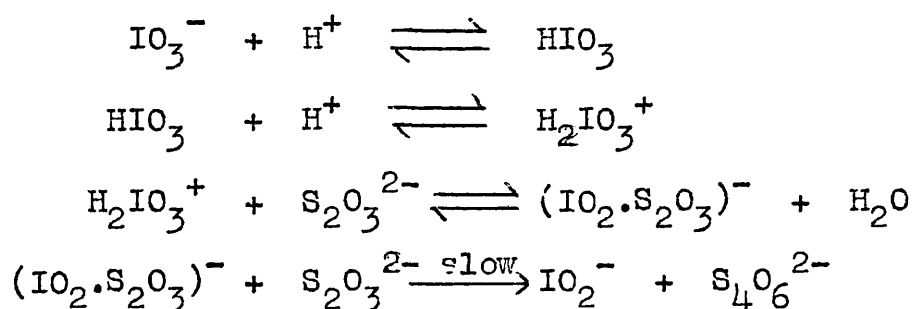 IO₃⁻ + H⁺ ⇌ HIO₃
HIO₃ + H⁺ ⇌ H₂IO₃⁺
H₂IO₃⁺ + S₂O₃²⁻ ⇌ (IO₂.S₂O₃)⁻ + H₂O
(IO₂.S₂O₃)⁻ + S₂O₃²⁻ slow→ IO₂⁻ + S₄O₆²⁻